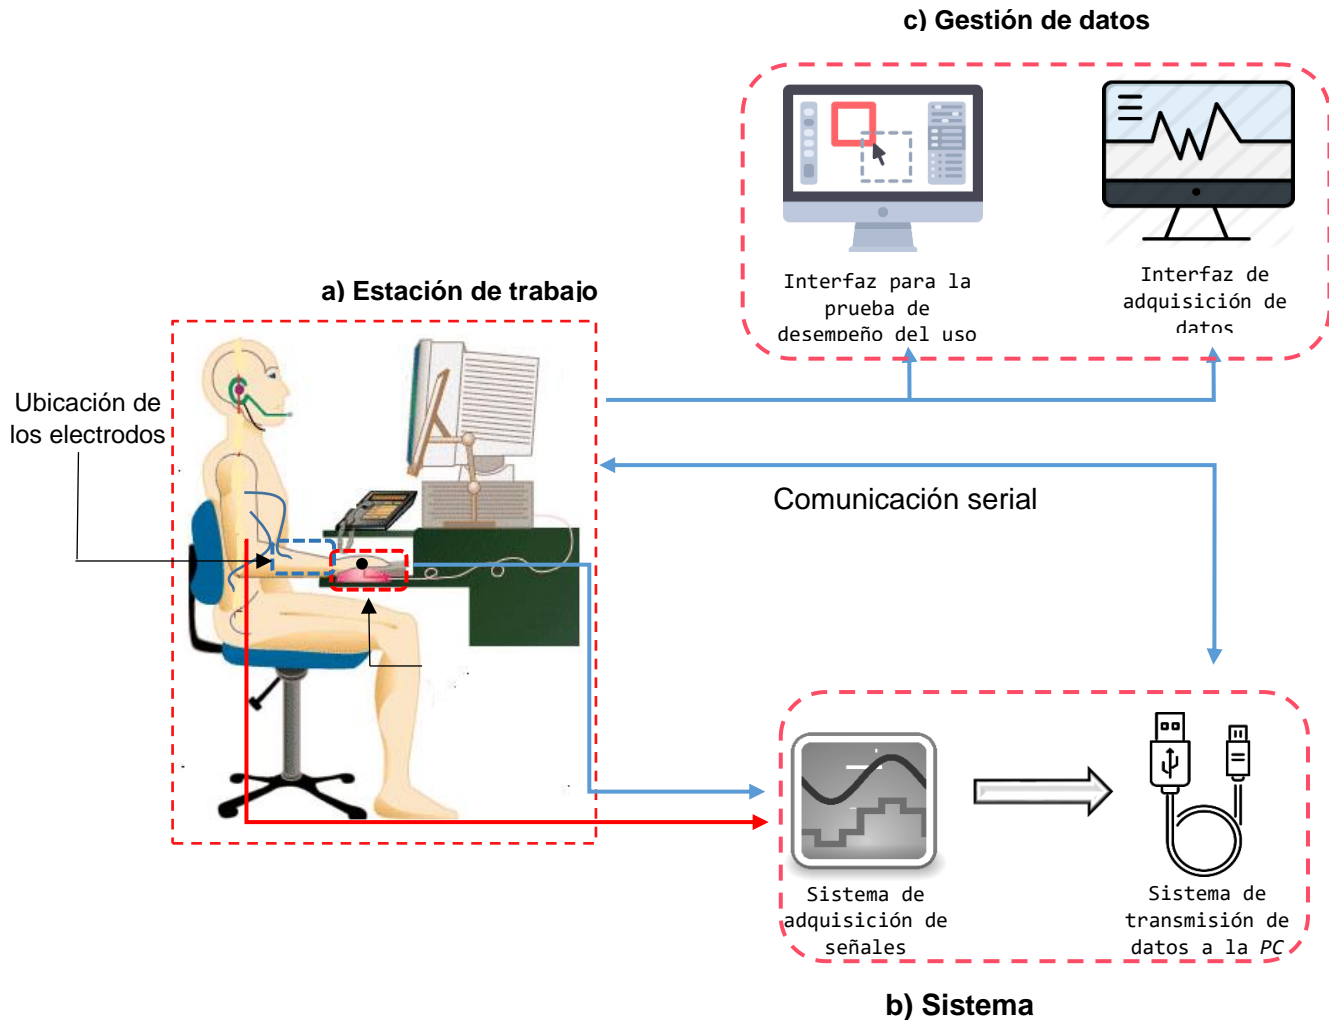 c) Gestión de datos
Interfaz para la
prueba de
desempeño del uso
Interfaz de
adquisición de
datos
a) Estación de trabajo
Ubicación de
los electrodos
Comunicación serial
Sistema de
adquisición de
señales
Sistema de
transmisión de
datos a la PC
b) Sistema